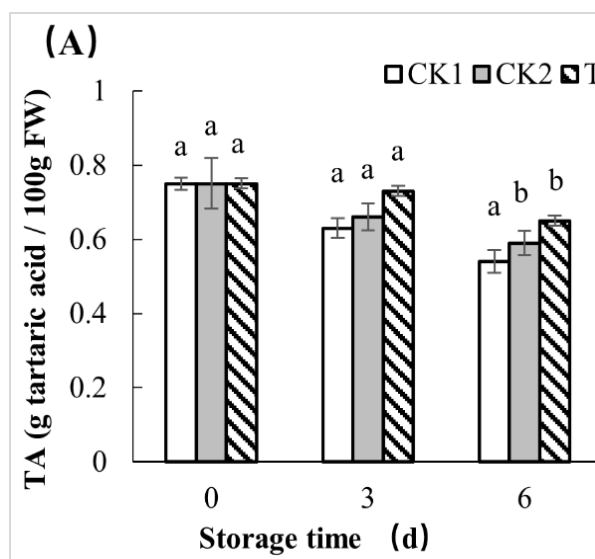 (A)
CK1 CK2 T
TA (g tartaric acid / 100g FW)
1
0.8
0.6
0.4
0.2
0
a a a
a a a
a b b
0 3 6
Storage time (d)